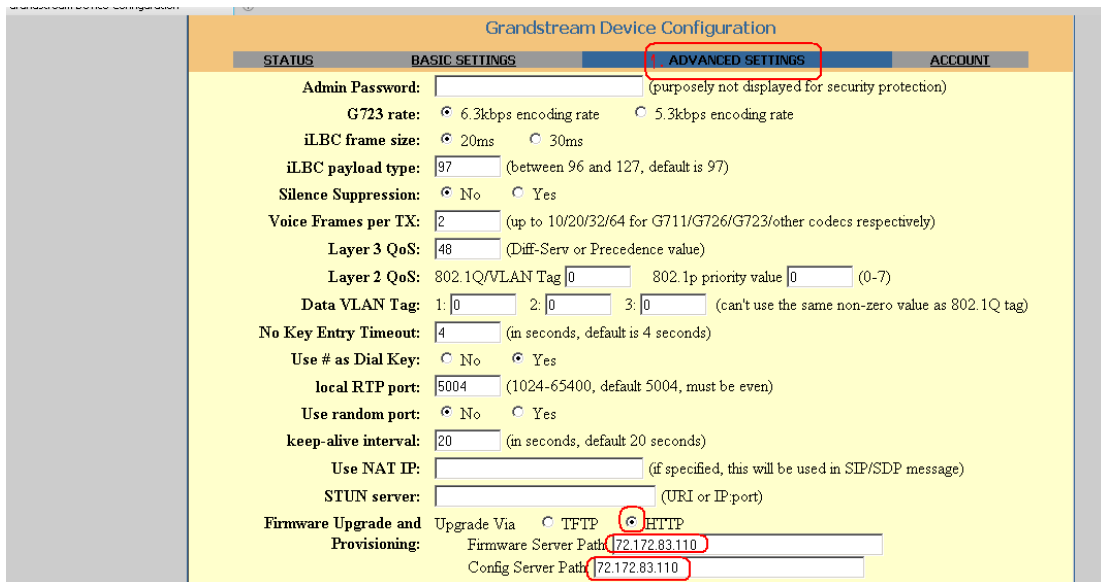 Grandstream Device Configuration
Grandstream Device Configuration
STATUS BASIC SETTINGS 1. ADVANCED SETTINGS ACCOUNT
Admin Password: (purposely not displayed for security protection)
G723 rate: 6.3kbps encoding rate 5.3kbps encoding rate
iLBC frame size: 20ms 30ms
iLBC payload type: 97 (between 96 and 127, default is 97)
Silence Suppression: No Yes
Voice Frames per TX: 2 (up to 10/20/32/64 for G711/G726/G723/other codecs respectively)
Layer 3 QoS: 48 (Diff-Serv or Precedence value)
Layer 2 QoS: 802.1Q/VLAN Tag 0 802.1p priority value 0 (0-7)
Data VLAN Tag: 1: 0 2: 0 3: 0 (can't use the same non-zero value as 802.1Q tag)
No Key Entry Timeout: 4 (in seconds, default is 4 seconds)
Use # as Dial Key: No Yes
local RTP port: 5004 (1024-65400, default 5004, must be even)
Use random port: No Yes
keep-alive interval: 20 (in seconds, default 20 seconds)
Use NAT IP: (if specified, this will be used in SIP/SDP message)
STUN server: (URI or IP:port)
Firmware Upgrade and Provisioning: Upgrade Via TFTP HTTP
Firmware Server Path: 72.172.83.110
Config Server Path: 72.172.83.110